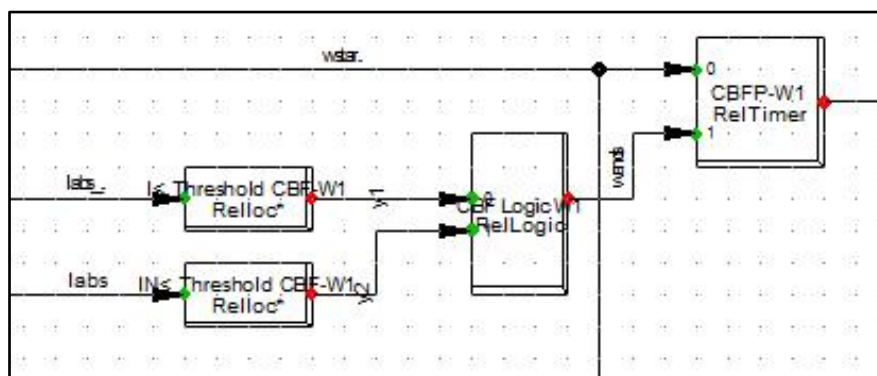 wstar.
0
CBFP-W1
RelTimer
1
Iabs_.
I< Threshold CBF-W1
RelIoc*
y1
0
CBF LogicW1
RelLogic
1
Iabs
IN< Threshold CBF-W1
RelIoc*
y2